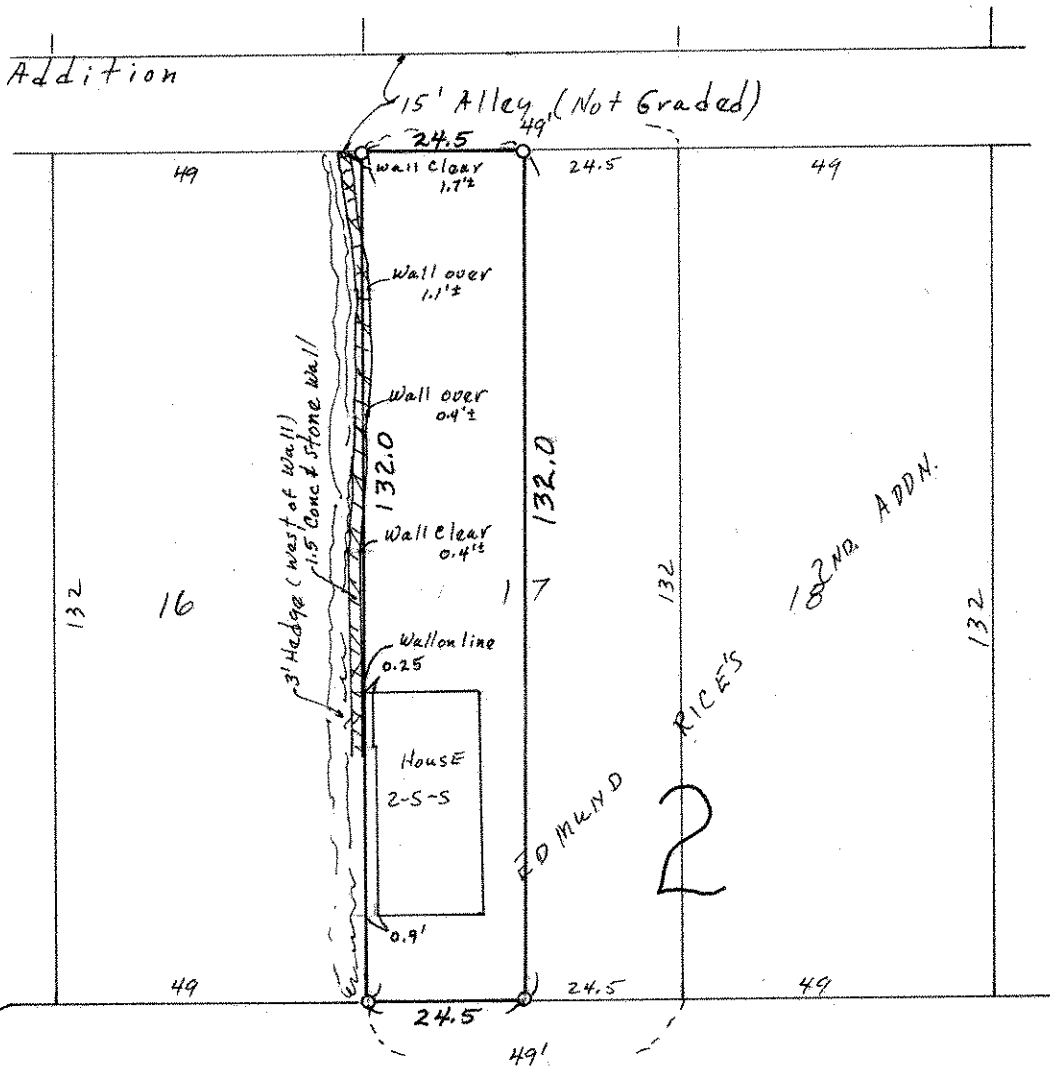 Addition
15' Alley (Not Graded)
49'
24.5
49
24.5
49
Wall Clear
1.7'±
Wall over
1.1'±
Wall over
0.4'±
3' Hedge (West of Wall)
1.5' Conc & Stone Wall
132.0
132.0
Wall Clear
0.4'±
132
16
17
132
18
132
EDMUND RICE'S 2ND. ADDN.
Wall on line
0.25
House
2-S-S
2
0.9'
49
24.5
24.5
49
49'